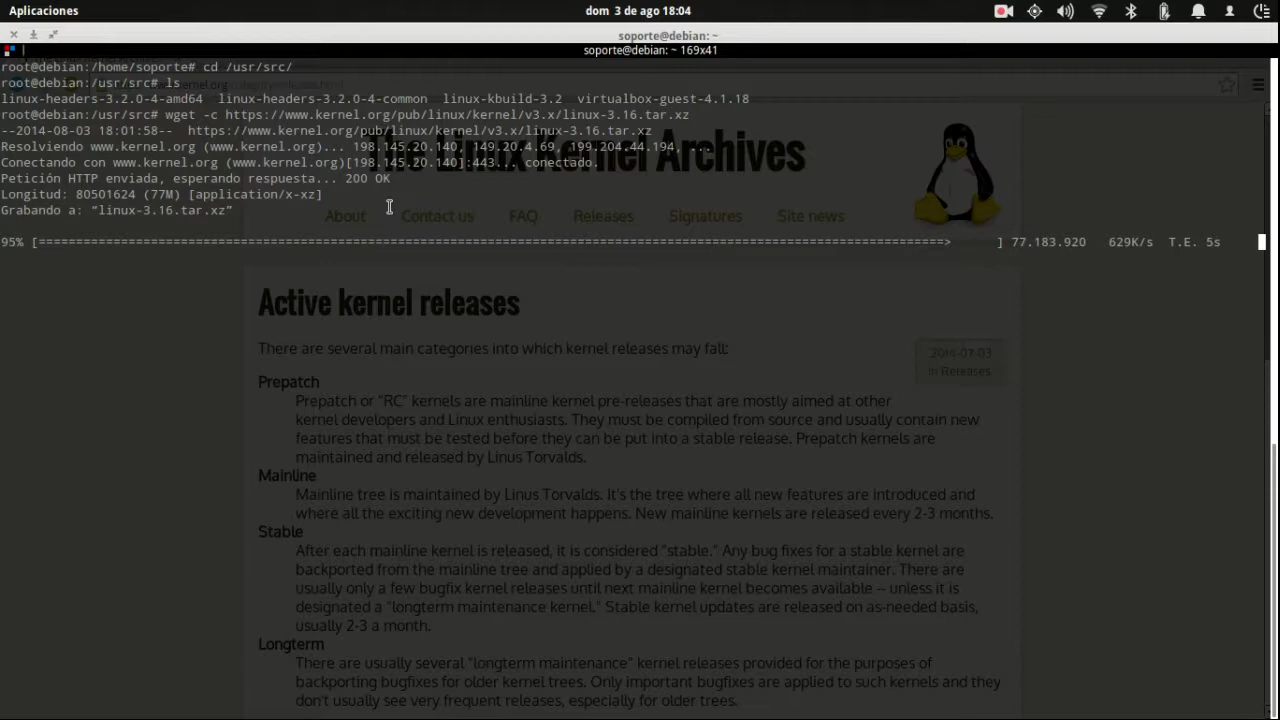 Aplicaciones
dom 3 de ago 18:04
soporte@debian: ~
soporte@debian: ~ 169x41
root@debian:/home/soporte# cd /usr/src/
root@debian:/usr/src# ls
linux-headers-3.2.0-4-amd64  linux-headers-3.2.0-4-common  linux-kbuild-3.2  virtualbox-guest-4.1.18
root@debian:/usr/src# wget -c https://www.kernel.org/pub/linux/kernel/v3.x/linux-3.16.tar.xz
--2014-08-03 18:01:58--  https://www.kernel.org/pub/linux/kernel/v3.x/linux-3.16.tar.xz
Resolviendo www.kernel.org (www.kernel.org)... 198.145.20.140, 149.20.4.69, 199.204.44.194, ...
Conectando con www.kernel.org (www.kernel.org)[198.145.20.140]:443... conectado.
Petición HTTP enviada, esperando respuesta... 200 OK
Longitud: 80501624 (77M) [application/x-xz]
Grabando a: “linux-3.16.tar.xz”
95% [=======================================================================================================================>      ] 77.183.920   629K/s  T.E. 5s
The Linux Kernel Archives
About
Contact us
FAQ
Releases
Signatures
Site news
Active kernel releases
There are several main categories into which kernel releases may fall:
2014-07-03
in Releases
Prepatch
Prepatch or "RC" kernels are mainline kernel pre-releases that are mostly aimed at other
kernel developers and Linux enthusiasts. They must be compiled from source and usually contain new
features that must be tested before they can be put into a stable release. Prepatch kernels are
maintained and released by Linus Torvalds.
Mainline
Mainline tree is maintained by Linus Torvalds. It's the tree where all new features are introduced and
where all the exciting new development happens. New mainline kernels are released every 2-3 months.
Stable
After each mainline kernel is released, it is considered "stable." Any bug fixes for a stable kernel are
backported from the mainline tree and applied by a designated stable kernel maintainer. There are
usually only a few bugfix kernel releases until next mainline kernel becomes available -- unless it is
designated a "longterm maintenance kernel." Stable kernel updates are released on as-needed basis,
usually 2-3 a month.
Longterm
There are usually several "longterm maintenance" kernel releases provided for the purposes of
backporting bugfixes for older kernel trees. Only important bugfixes are applied to such kernels and they
don't usually see very frequent releases, especially for older trees.